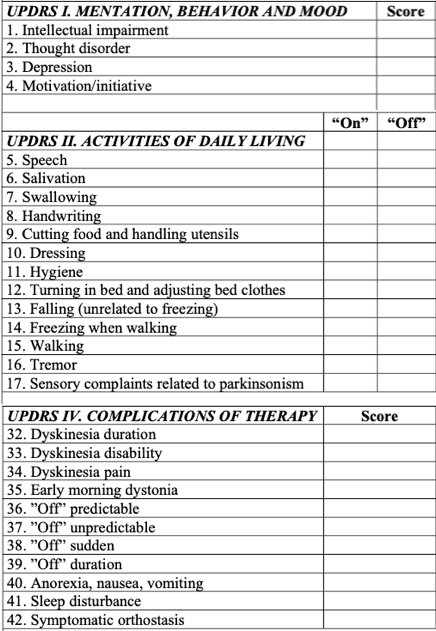 UPDRS I. MENTATION, BEHAVIOR AND MOOD Score
1. Intellectual impairment
2. Thought disorder
3. Depression
4. Motivation/initiative
“On” “Off”
UPDRS II. ACTIVITIES OF DAILY LIVING
5. Speech
6. Salivation
7. Swallowing
8. Handwriting
9. Cutting food and handling utensils
10. Dressing
11. Hygiene
12. Turning in bed and adjusting bed clothes
13. Falling (unrelated to freezing)
14. Freezing when walking
15. Walking
16. Tremor
17. Sensory complaints related to parkinsonism
UPDRS IV. COMPLICATIONS OF THERAPY Score
32. Dyskinesia duration
33. Dyskinesia disability
34. Dyskinesia pain
35. Early morning dystonia
36. ”Off” predictable
37. ”Off” unpredictable
38. ”Off” sudden
39. ”Off” duration
40. Anorexia, nausea, vomiting
41. Sleep disturbance
42. Symptomatic orthostasis